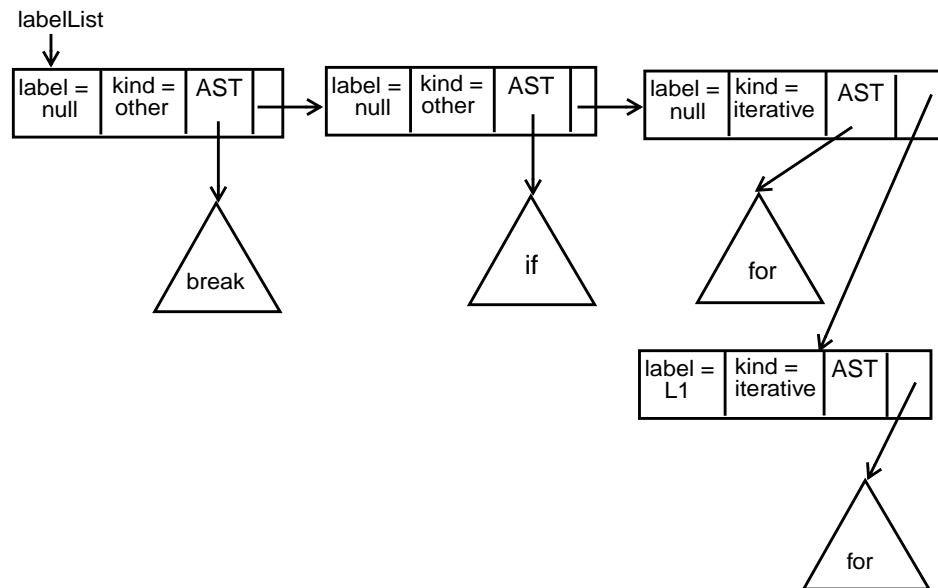 labelList
label =
null
kind =
other
AST
label =
null
kind =
other
AST
label =
null
kind =
iterative
AST
break
if
for
label =
L1
kind =
iterative
AST
for